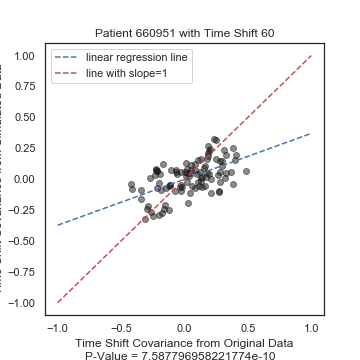 Patient 660951 with Time Shift 60
linear regression line
line with slope=1
1.00
0.75
0.50
0.25
0.00
−0.25
−0.50
−0.75
−1.00
−1.0
−0.5
0.0
0.5
1.0
Time Shift Covariance from Original Data
P-Value = 7.587796958221774e-10